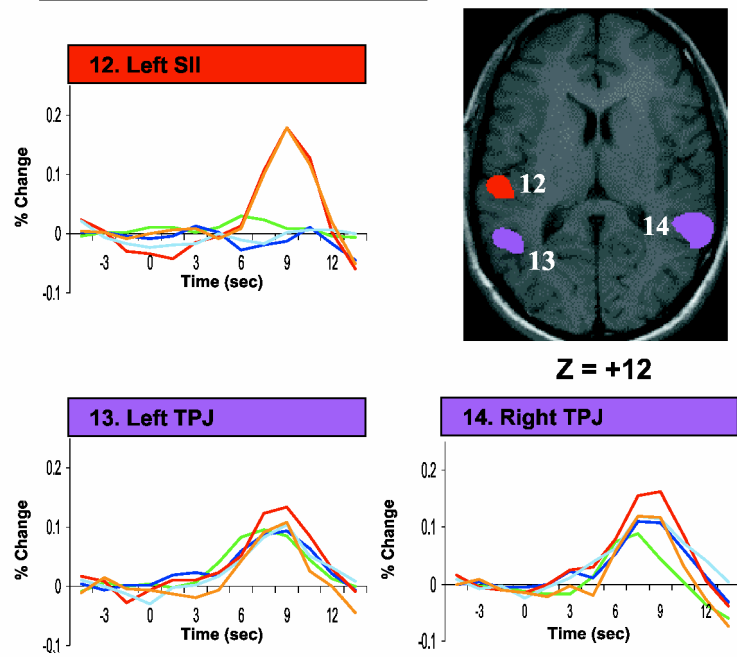 12. Left SII
0.2
0.1
0
-0.1
% Change
-3 0 3 6 9 12
Time (sec)
12
14
13
Z = +12
13. Left TPJ
0.2
0.1
0
-0.1
% Change
-3 0 3 6 9 12
Time (sec)
14. Right TPJ
0.2
0.1
0
-0.1
% Change
-3 0 3 6 9 12
Time (sec)